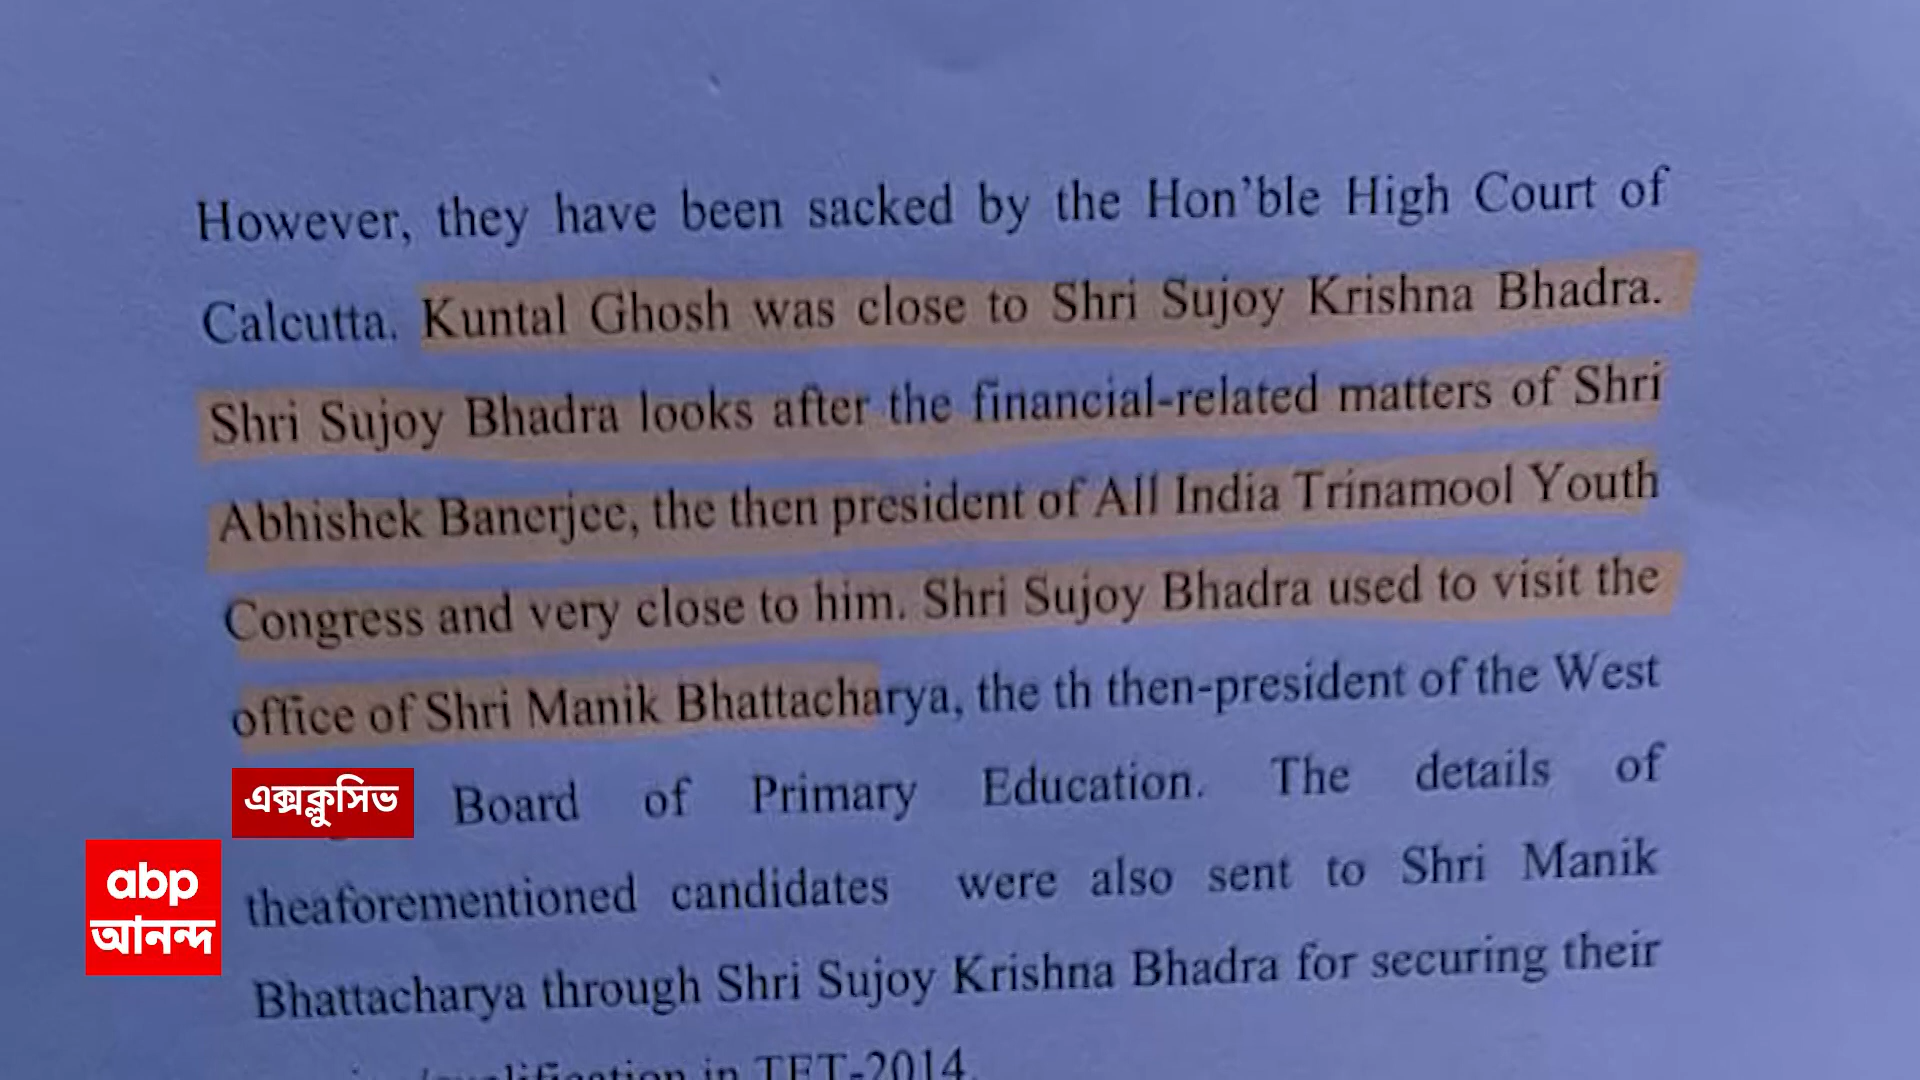 However, they have been sacked by the Hon'ble High Court of
Calcutta. Kuntal Ghosh was close to Shri Sujoy Krishna Bhadra.
Shri Sujoy Bhadra looks after the financial-related matters of Shri
Abhishek Banerjee, the then president of All India Trinamool Youth
Congress and very close to him. Shri Sujoy Bhadra used to visit the
office of Shri Manik Bhattacharya, the th then-president of the West
Board of Primary Education. The details of
theaforementioned candidates were also sent to Shri Manik
Bhattacharya through Shri Sujoy Krishna Bhadra for securing their
in TET-2014.
এক্সক্লুসিভ
abp
আনন্দ